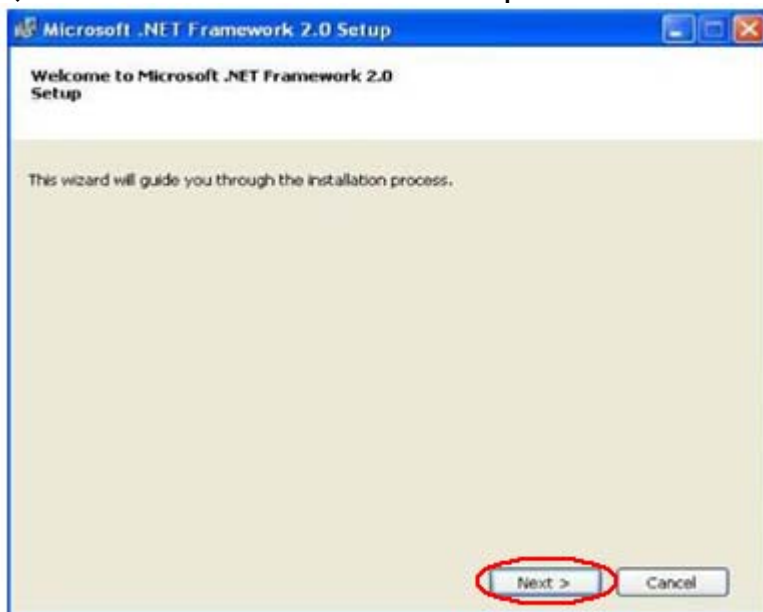 Microsoft .NET Framework 2.0 Setup
Welcome to Microsoft .NET Framework 2.0
Setup
This wizard will guide you through the installation process.
Next >
Cancel